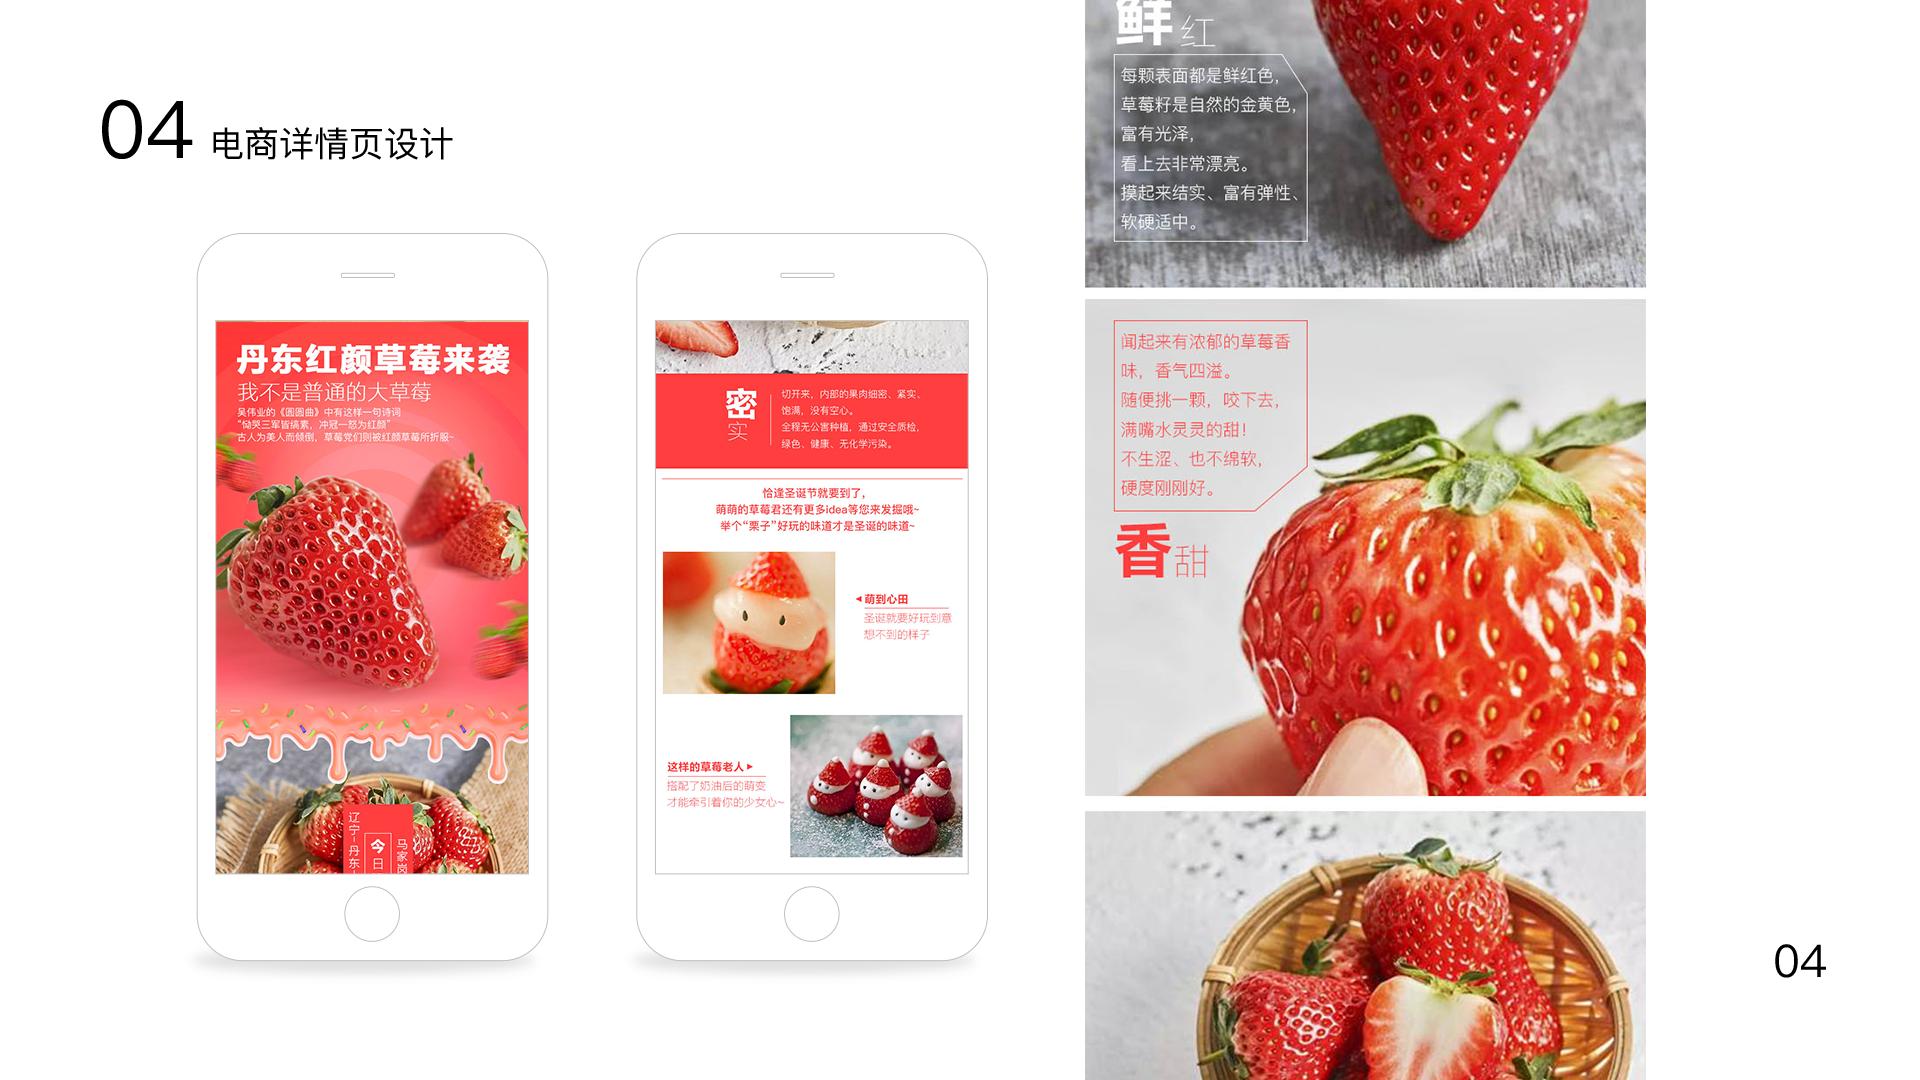 04 电商详情页设计
丹东红颜草莓来袭
我不是普通的大草莓
吴伟业的《圆圆曲》中有这样一句诗词
“恸哭三军皆缟素，冲冠一怒为红颜”
古人为美人而倾倒，草莓党们则被红颜草莓所折服~
辽宁-丹东-
今日
马家岗
密实
切开来，内部的果肉细密、紧实、
饱满，没有空心。
全程无公害种植，通过安全质检，
绿色、健康、无化学污染。
恰逢圣诞节就要到了，
萌萌的草莓君还有更多idea等您来发掘哦~
举个“栗子”好玩的味道才是圣诞的味道~
◂萌到心田
圣诞就要好玩到意
想不到的样子
这样的草莓老人▸
搭配了奶油后的萌变
才能牵引着你的少女心~
鲜红
每颗表面都是鲜红色，
草莓籽是自然的金黄色，
富有光泽，
看上去非常漂亮。
摸起来结实、富有弹性、
软硬适中。
闻起来有浓郁的草莓香
味，香气四溢。
随便挑一颗，咬下去，
满嘴水灵灵的甜！
不生涩、也不绵软，
硬度刚刚好。
香甜
04